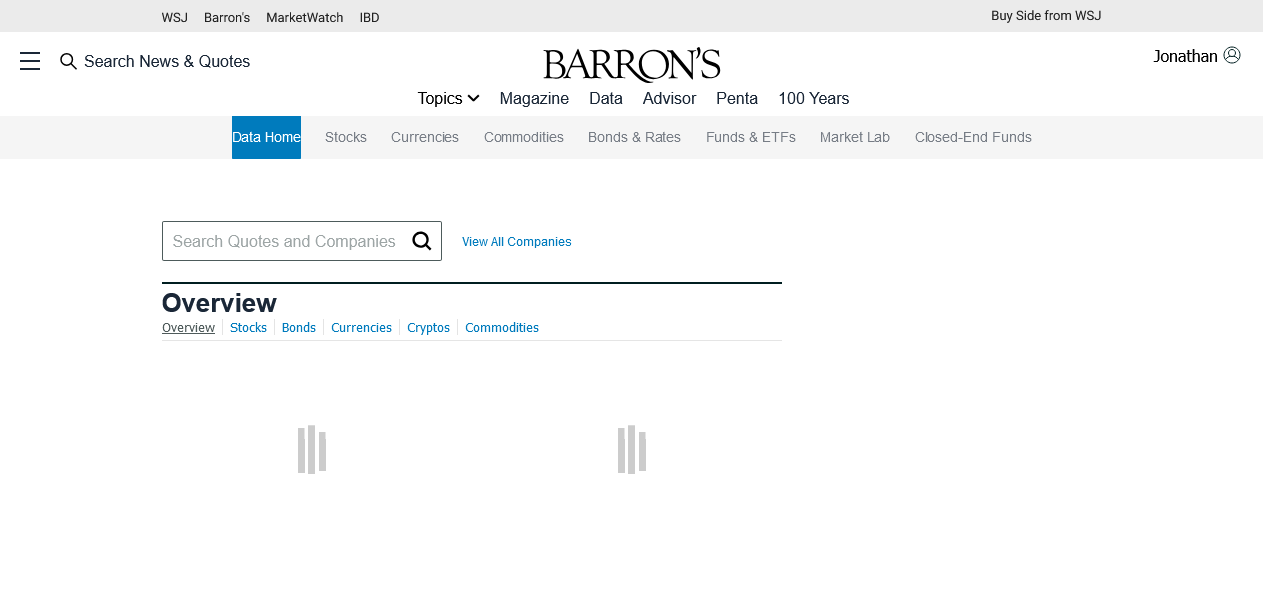 WSJ Barron's MarketWatch IBD Buy Side from WSJ
Search News & Quotes BARRON'S Jonathan
Topics Magazine Data Advisor Penta 100 Years
Data Home Stocks Currencies Commodities Bonds & Rates Funds & ETFs Market Lab Closed-End Funds
Search Quotes and Companies View All Companies
Overview
Overview Stocks Bonds Currencies Cryptos Commodities